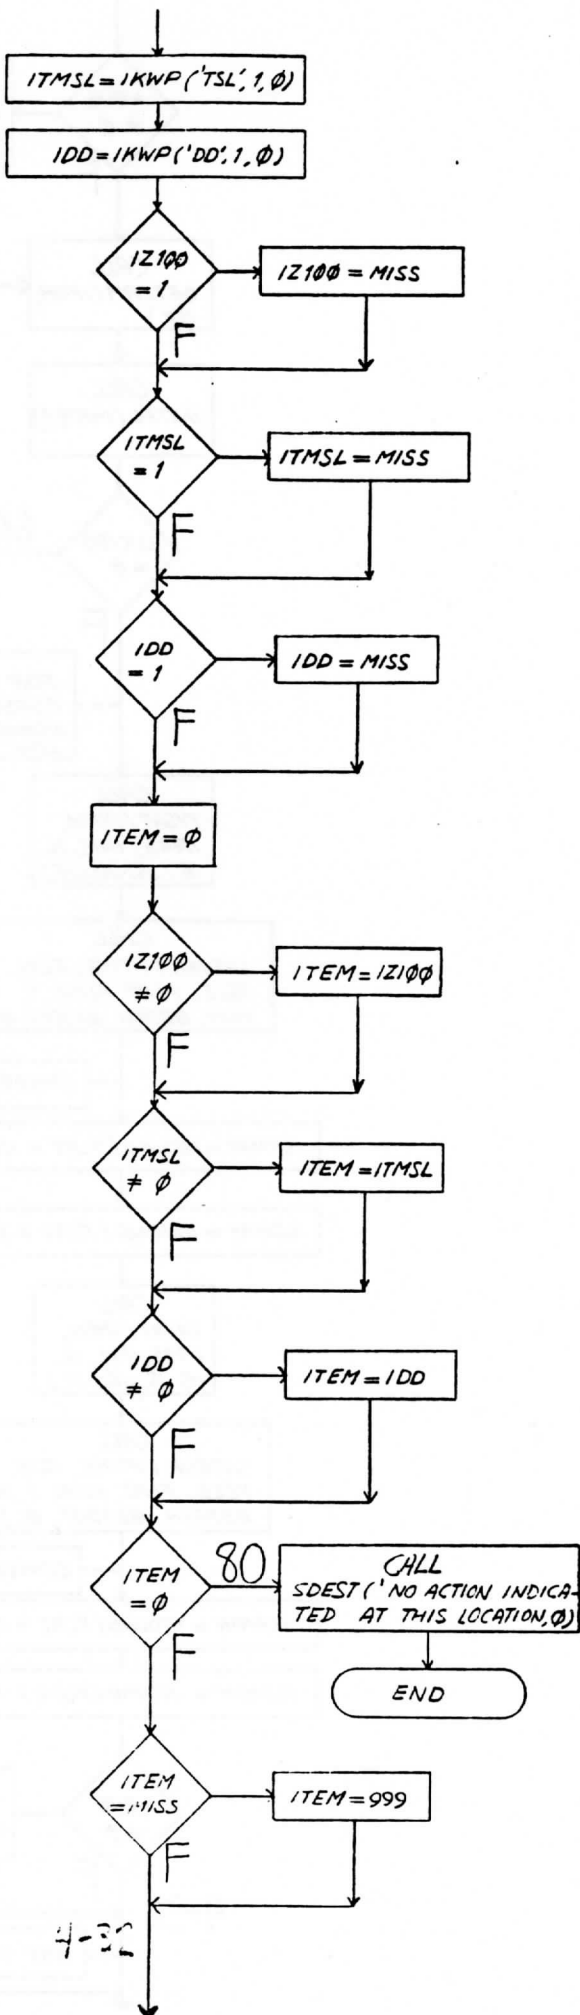 ITMSL=IKWP('TSL',1,Ø)
IDD=IKWP('DD',1,Ø)
IZ1ØØ
= 1
IZ1ØØ = MISS
F
ITMSL
= 1
ITMSL = MISS
F
IDD
= 1
IDD = MISS
F
ITEM = Ø
IZ1ØØ
≠ Ø
ITEM = IZ1ØØ
F
ITMSL
≠ Ø
ITEM=ITMSL
F
IDD
≠ Ø
ITEM = IDD
F
ITEM
= Ø
80
CALL
SDEST('NO ACTION INDICA-
TED AT THIS LOCATION,Ø)
F
END
ITEM
=MISS
ITEM = 999
F
4-32